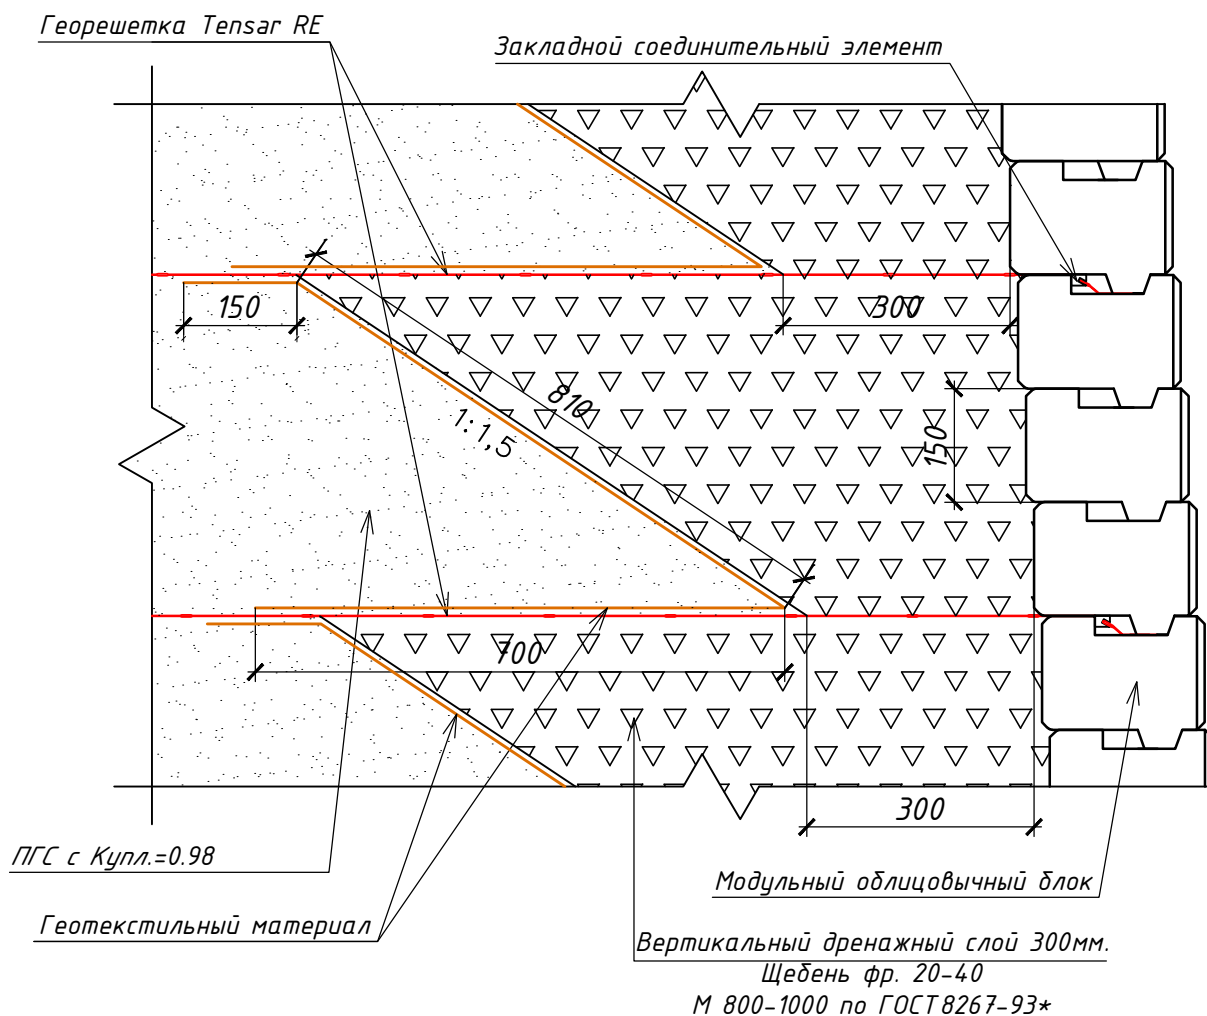 Георешетка Tensar RE
Закладной соединительный элемент
150
300
810
1:1,5
150
700
300
ПГС с Купл.=0.98
Модульный облицовычный блок
Геотекстильный материал
Вертикальный дренажный слой 300мм.
Щебень фр. 20-40
М 800-1000 по ГОСТ8267-93*